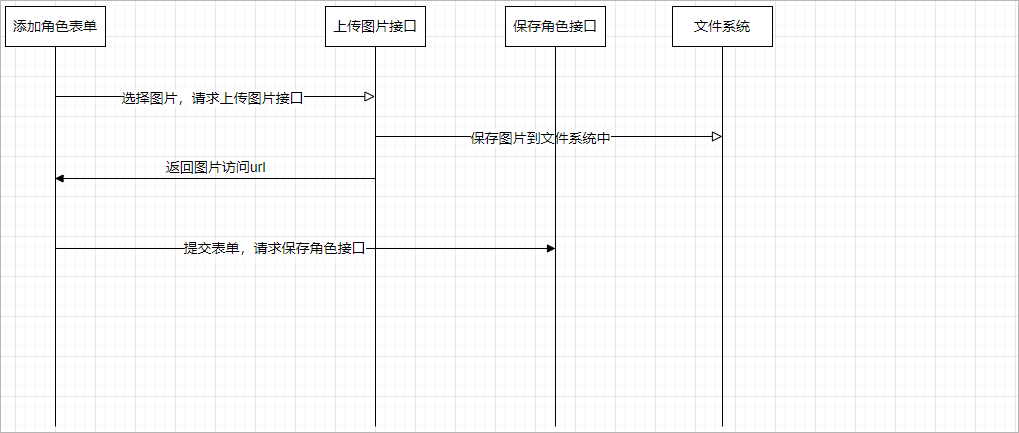 添加角色表单
上传图片接口
保存角色接口
文件系统
选择图片，请求上传图片接口
保存图片到文件系统中
返回图片访问url
提交表单，请求保存角色接口